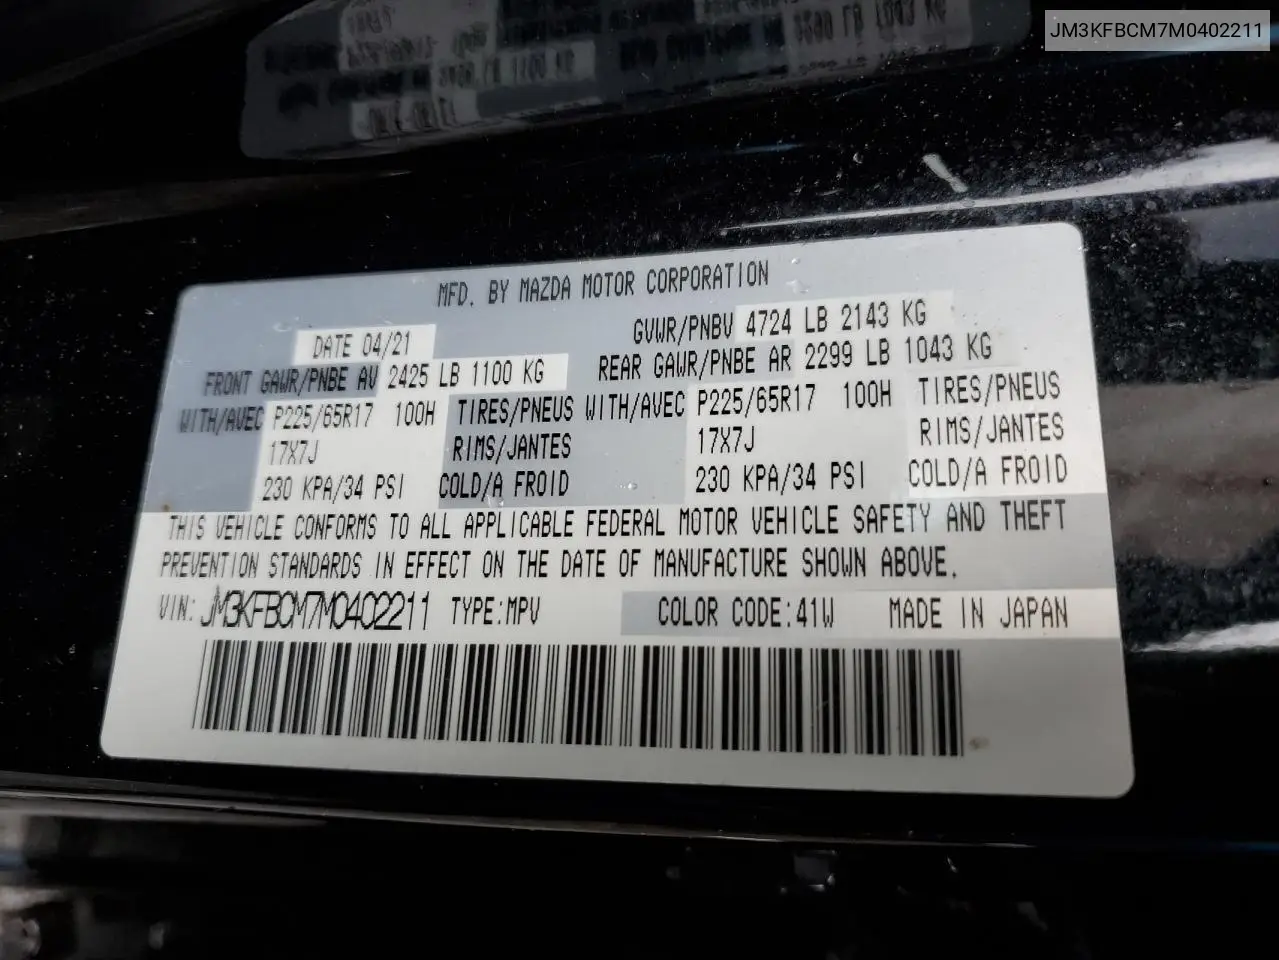 JM3KFBCM7M0402211
MFD. BY MAZDA MOTOR CORPORATION
DATE 04/21 GVWR/PNBV 4724 LB 2143 KG
FRONT GAWR/PNBE AV 2425 LB 1100 KG REAR GAWR/PNBE AR 2299 LB 1043 KG
WITH/AVEC P225/65R17 100H TIRES/PNEUS WITH/AVEC P225/65R17 100H TIRES/PNEUS
17X7J RIMS/JANTES 17X7J RIMS/JANTES
230 KPA/34 PSI COLD/A FROID 230 KPA/34 PSI COLD/A FROID
THIS VEHICLE CONFORMS TO ALL APPLICABLE FEDERAL MOTOR VEHICLE SAFETY AND THEFT
PREVENTION STANDARDS IN EFFECT ON THE DATE OF MANUFACTURE SHOWN ABOVE.
VIN: JM3KFBCM7M0402211 TYPE:MPV COLOR CODE:41W MADE IN JAPAN